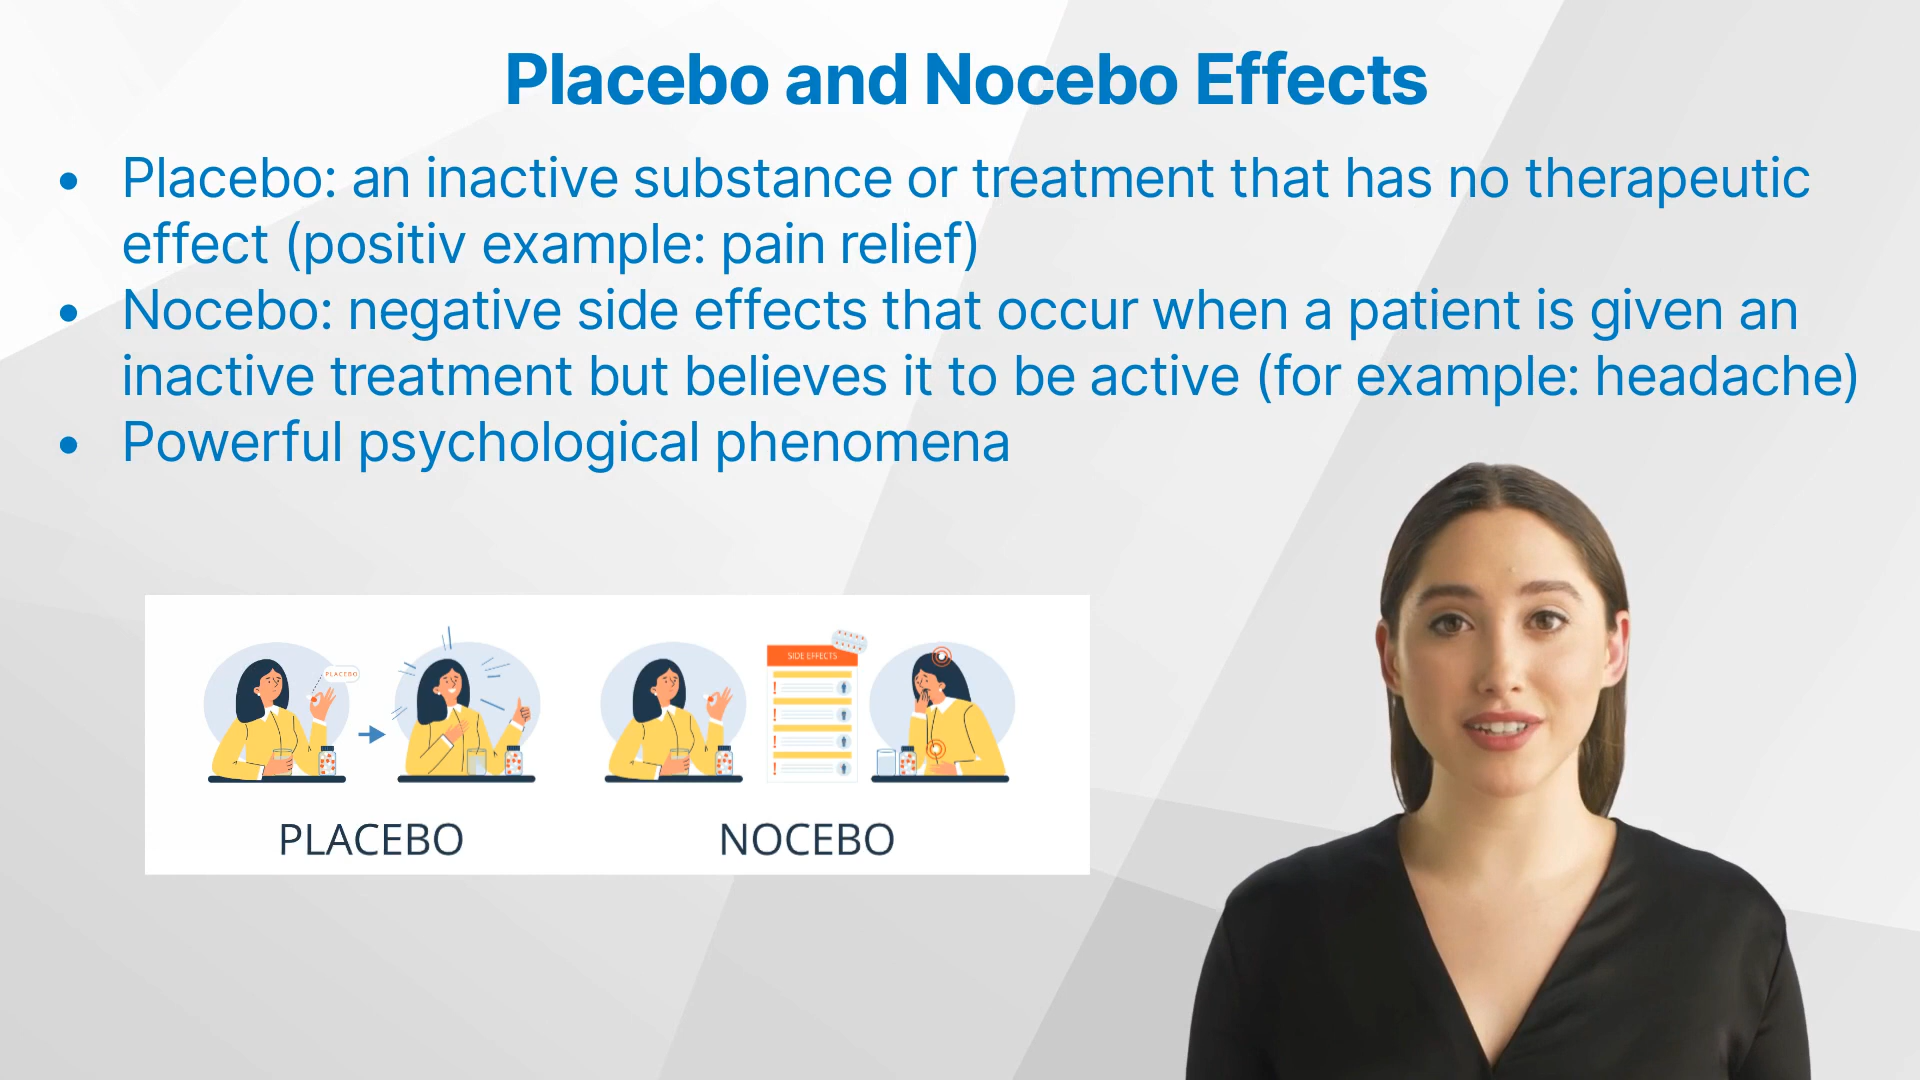 Placebo and Nocebo Effects
• Placebo: an inactive substance or treatment that has no therapeutic
effect (positiv example: pain relief)
• Nocebo: negative side effects that occur when a patient is given an
inactive treatment but believes it to be active (for example: headache)
• Powerful psychological phenomena
PLACEBO
SIDE EFFECTS
PLACEBO
NOCEBO